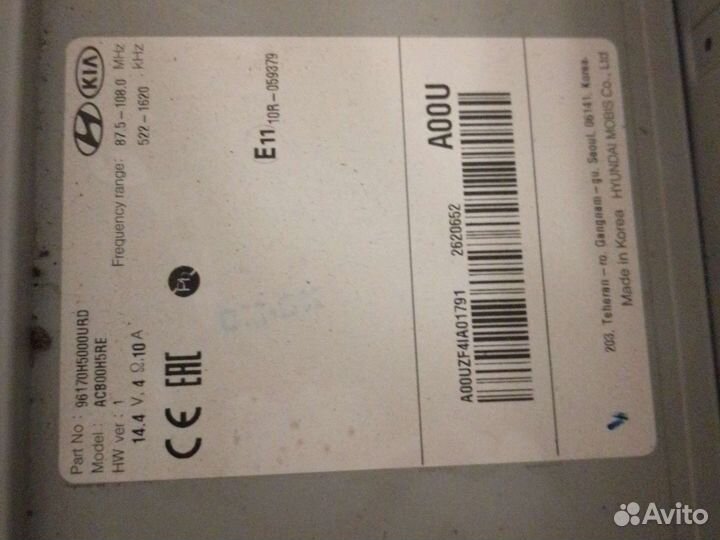 KIA
Part No : 96170H5000URD
Model : ACB00H5RE
HW ver : 1
14.4 V, 4 Ω,10 A
Frequency range: 87.5-108.0 MHz
522-1620 kHz
CE EAC
E11 10R-059379
A00U
A00UZF4IA01791 2620652
203, Teheran-ro, Gangnam-gu, Seoul, 06141, Korea.
Made in Korea HYUNDAI MOBIS Co., Ltd
Avito